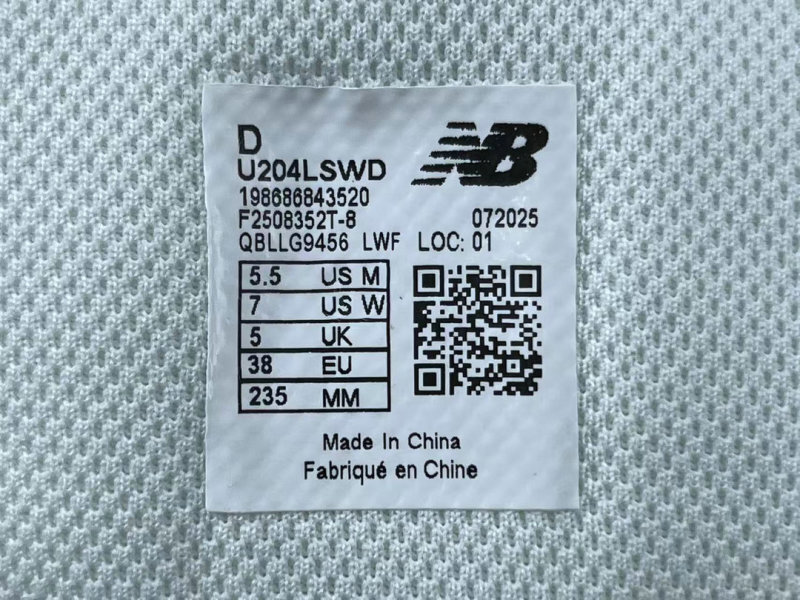 D
NB
U204LSWD
198686843520
F2508352T-8 072025
QBLLG9456 LWF LOC: 01
5.5 US M
7 US W
5 UK
38 EU
235 MM
Made In China
Fabriqué en Chine